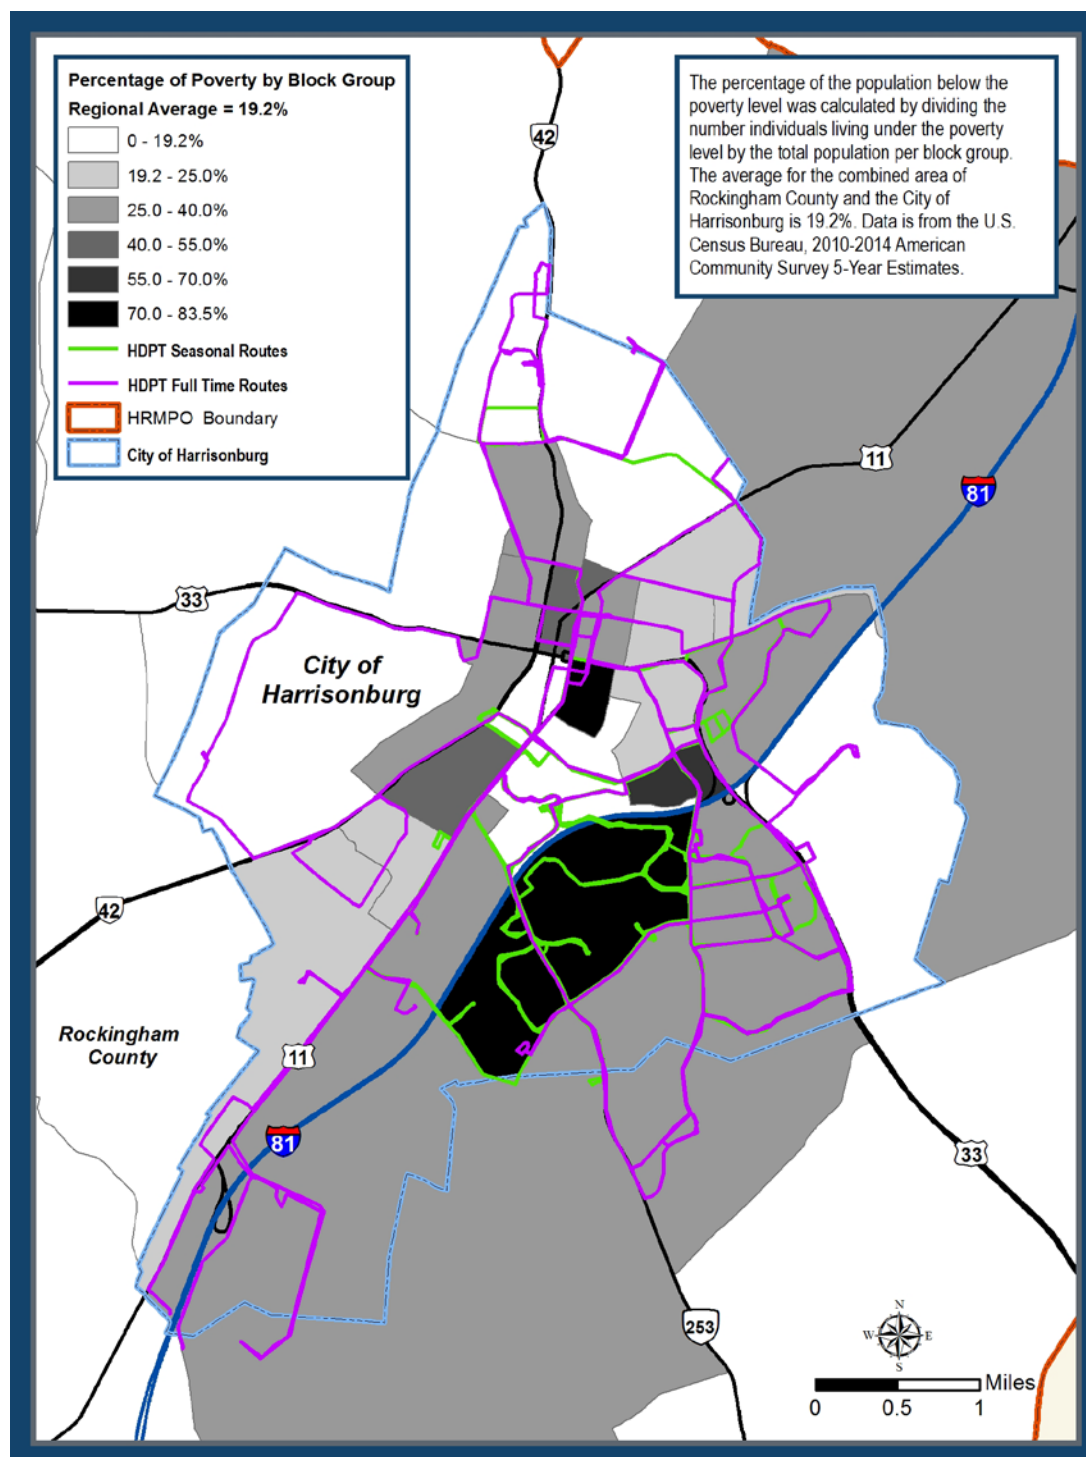 Percentage of Poverty by Block Group
Regional Average = 19.2%
0 - 19.2%
19.2 - 25.0%
25.0 - 40.0%
40.0 - 55.0%
55.0 - 70.0%
70.0 - 83.5%
HDPT Seasonal Routes
HDPT Full Time Routes
HRMPO Boundary
City of Harrisonburg
The percentage of the population below the
poverty level was calculated by dividing the
number individuals living under the poverty
level by the total population per block group.
The average for the combined area of
Rockingham County and the City of
Harrisonburg is 19.2%. Data is from the U.S.
Census Bureau, 2010-2014 American
Community Survey 5-Year Estimates.
42
11
81
33
City of
Harrisonburg
42
Rockingham
County
11
81
33
253
N
W E
S
Miles
0 0.5 1